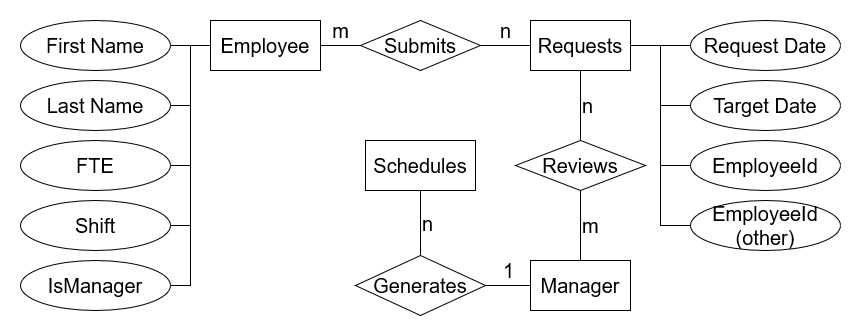 First Name
Employee
m
Submits
n
Requests
Request Date
Last Name
n
Target Date
FTE
Schedules
Reviews
EmployeeId
Shift
n
m
EmployeeId
(other)
IsManager
Generates
1
Manager